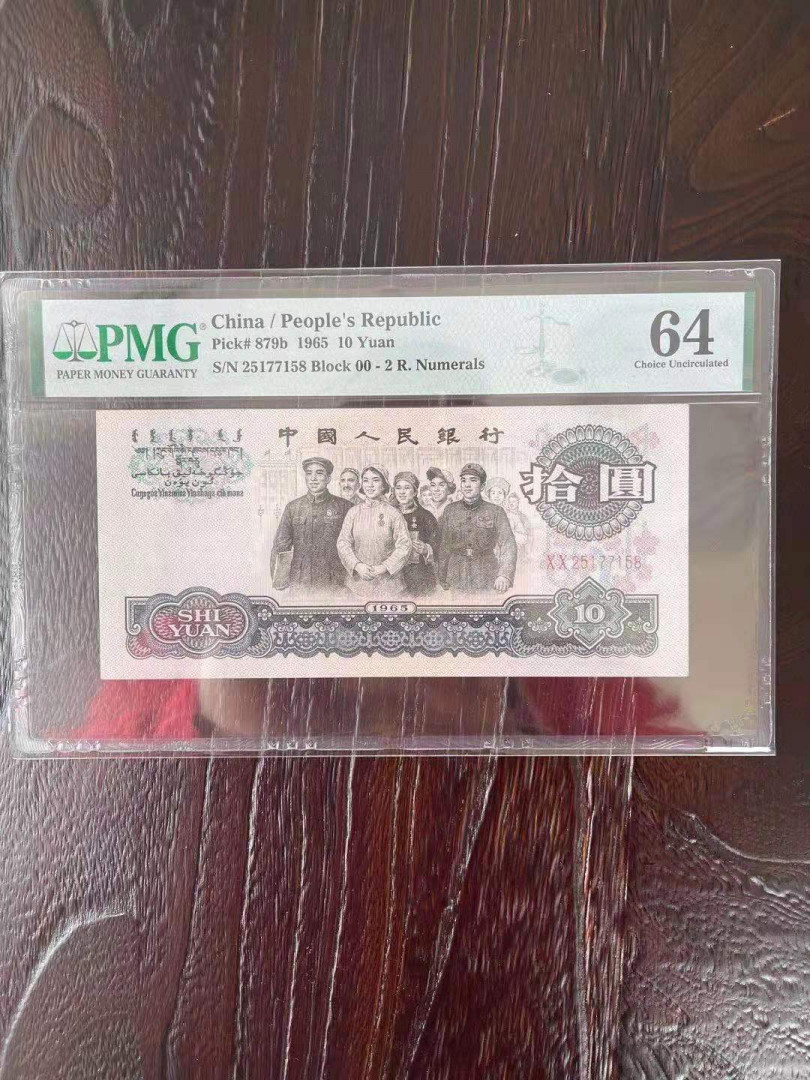 PMG®
PAPER MONEY GUARANTY
China / People's Republic
Pick# 879b 1965 10 Yuan
S/N 25177158 Block 00 - 2 R. Numerals
64
Choice Uncirculated
中國人民銀行
拾圓
XX25177158
1965
SHI
YUAN
10